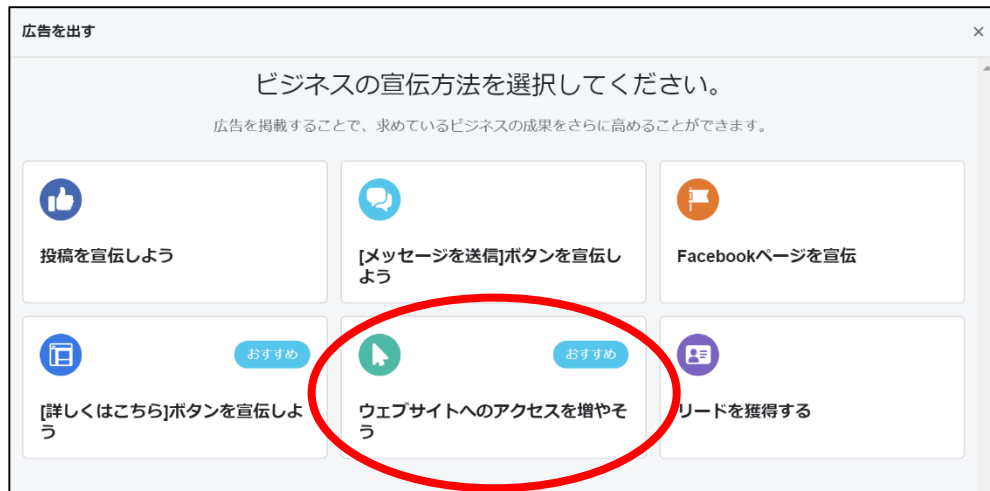 広告を出す
ビジネスの宣伝方法を選択してください。
広告を掲載することで、求めているビジネスの成果をさらに高めることができます。
投稿を宣伝しよう
[メッセージを送信]ボタンを宣伝し
よう
Facebookページを宣伝
おすすめ
[詳しくはこちら]ボタンを宣伝しよ
う
おすすめ
ウェブサイトへのアクセスを増やそ
う
リードを獲得する